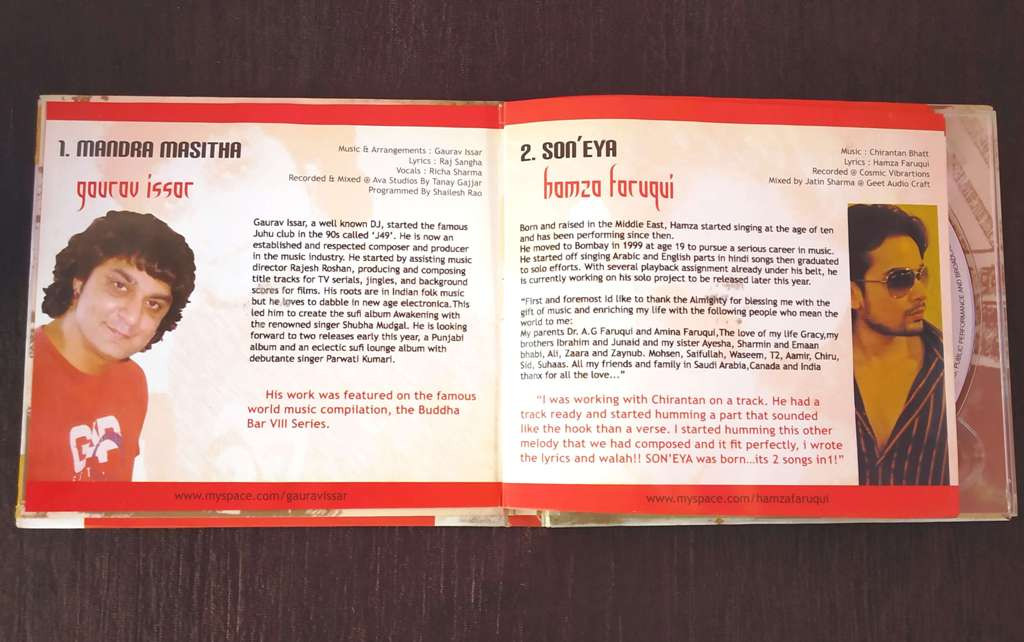 1. MANDRA MASITHA
gaurav issar
Music & Arrangements : Gaurav Issar
Lyrics : Raj Sangha
Vocals : Richa Sharma
Recorded & Mixed @ Ava Studios By Tanay Gajjar
Programmed By Shailesh Rao
Gaurav Issar, a well known DJ, started the famous
Juhu club in the 90s called ‘J49’. He is now an
established and respected composer and producer
in the music industry. He started by assisting music
director Rajesh Roshan, producing and composing
title tracks for TV serials, jingles, and background
scores for films. His roots are in Indian folk music
but he loves to dabble in new age electronica.This
led him to create the sufi album Awakening with
the renowned singer Shubha Mudgal. He is looking
forward to two releases early this year, a Punjabi
album and an eclectic sufi lounge album with
debutante singer Parwati Kumari.
His work was featured on the famous
world music compilation, the Buddha
Bar VIII Series.
www.myspace.com/gauravissar
2. SON’EYA
hamza faruqui
Music : Chirantan Bhatt
Lyrics : Hamza Faruqui
Recorded @ Cosmic Vibrartions
Mixed by Jatin Sharma @ Geet Audio Craft
Born and raised in the Middle East, Hamza started singing at the age of ten
and has been performing since then.
He moved to Bombay in 1999 at age 19 to pursue a serious career in music.
He started off singing Arabic and English parts in hindi songs then graduated
to solo efforts. With several playback assignment already under his belt, he
is currently working on his solo project to be released later this year.
“First and foremost id like to thank the Almighty for blessing me with the
gift of music and enriching my life with the following people who mean the
world to me:
My parents Dr. A.G Faruqui and Amina Faruqui,The love of my life Gracy,my
brothers Ibrahim and Junaid and my sister Ayesha, Sharmin and Emaan
bhabi, Ali, Zaara and Zaynub. Mohsen, Saifullah, Waseem, T2, Aamir, Chiru,
Sid, Suhaas. All my friends and family in Saudi Arabia,Canada and India
thanx for all the love...”
“I was working with Chirantan on a track. He had a
track ready and started humming a part that sounded
like the hook than a verse. I started humming this other
melody that we had composed and it fit perfectly, i wrote
the lyrics and walah!! SON’EYA was born...its 2 songs in1!”
www.myspace.com/hamzafaruqui
PUBLIC PERFORMANCE AND